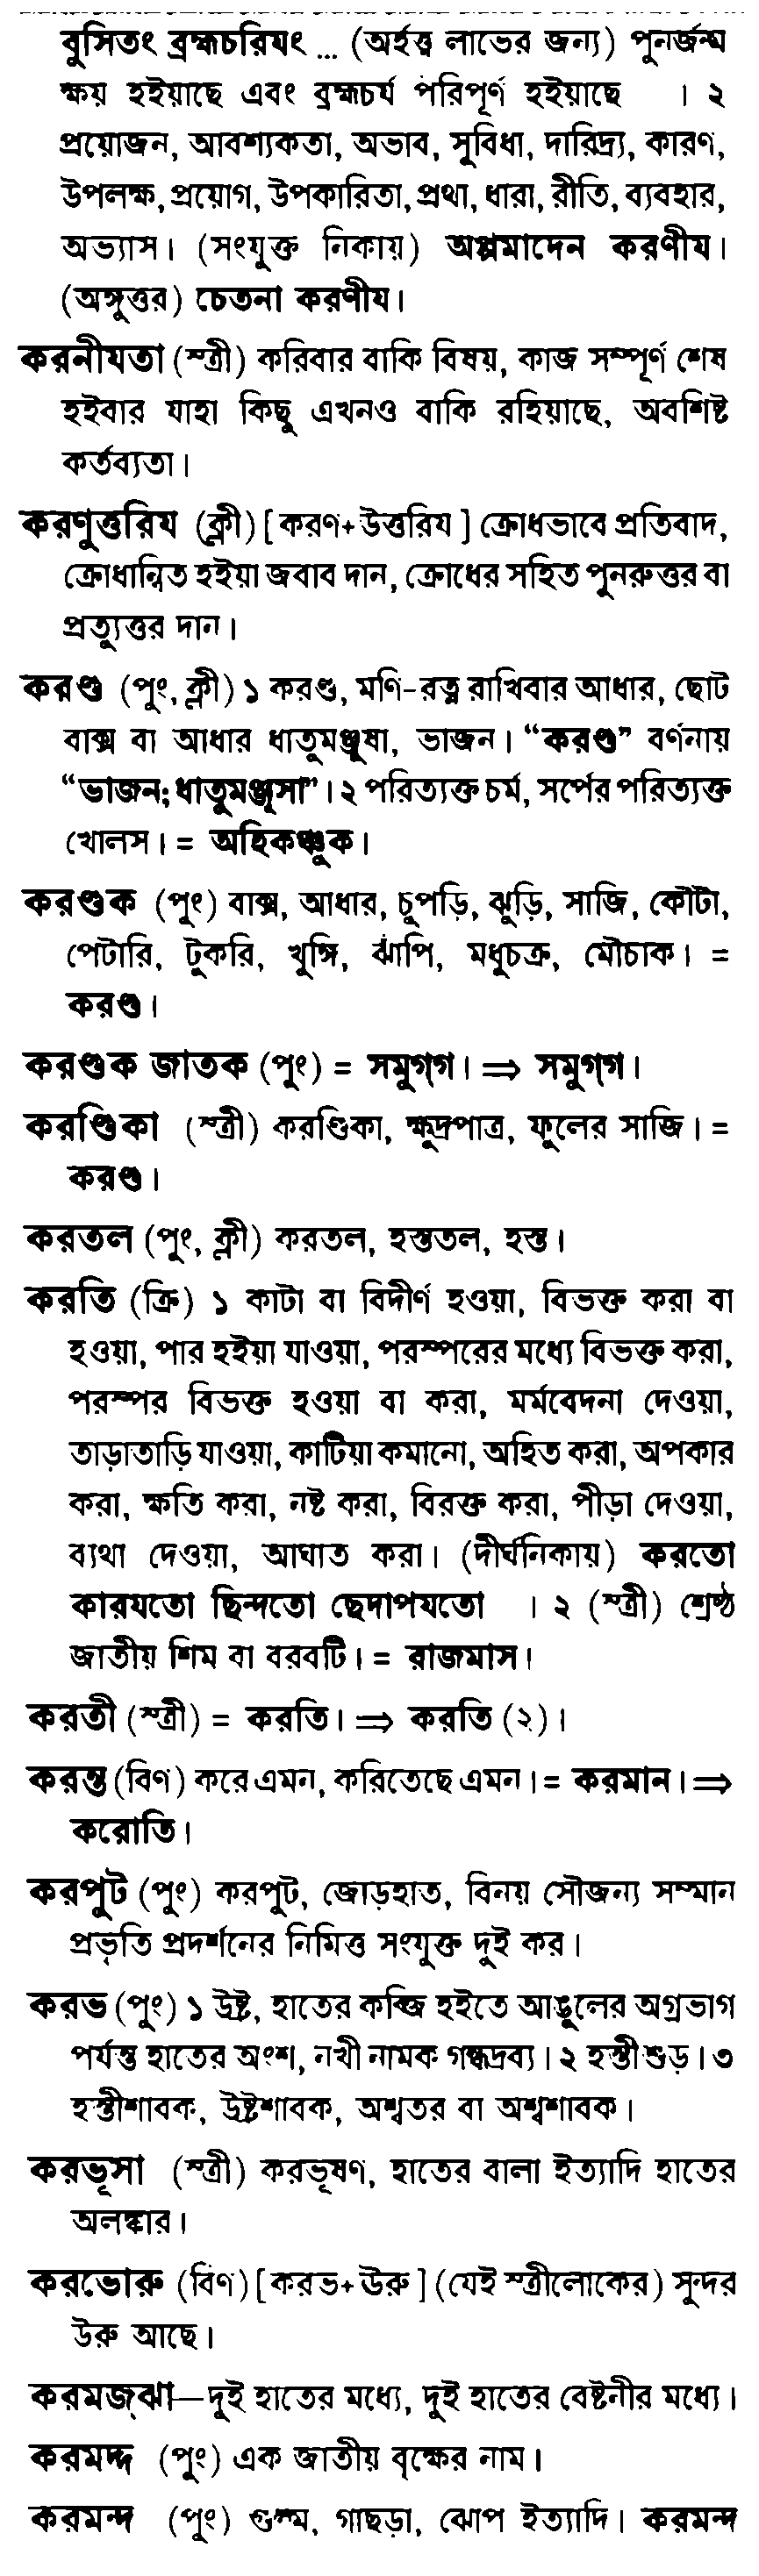 বুসিতং ব্রহ্মচরিযং ... (অর্হত্ত্ব লাভের জন্য) পুনর্জন্ম
ক্ষয় হইয়াছে এবং ব্রহ্মচর্য পরিপূর্ণ হইয়াছে । ২
প্রয়োজন, আবশ্যকতা, অভাব, সুবিধা, দারিদ্র্য, কারণ,
উপলক্ষ, প্রয়োগ, উপকারিতা, প্রথা, ধারা, রীতি, ব্যবহার,
অভ্যাস। (সংযুক্ত নিকায়) অপ্পমাদেন করণীয।
(অঙ্গুত্তর) চেতনা করণীয।
করনীযতা (স্ত্রী) করিবার বাকি বিষয়, কাজ সম্পূর্ণ শেষ
হইবার যাহা কিছু এখনও বাকি রহিয়াছে, অবশিষ্ট
কর্তব্যতা।
করণুত্তরিয (ক্লী) [ করণ+উত্তরিয ] ক্রোধভাবে প্রতিবাদ,
ক্রোধান্বিত হইয়া জবাব দান, ক্রোধের সহিত পুনরুত্তর বা
প্রত্যুত্তর দান।
করণ্ড (পুং, ক্লী) ১ করণ্ড, মণি-রত্ন রাখিবার আধার, ছোট
বাক্স বা আধার ধাতুমঞ্জুষা, ভাজন। “করণ্ড” বর্ণনায়
“ভাজন; ধাতুমঞ্জূসা”। ২ পরিত্যক্ত চর্ম, সর্পের পরিত্যক্ত
খোলস। = অহিকঞ্চুক।
করণ্ডক (পুং) বাক্স, আধার, চুপড়ি, ঝুড়ি, সাজি, কৌটা,
পেটারি, টুকরি, খুঙ্গি, ঝাঁপি, মধুচক্র, মৌচাক। =
করণ্ড।
করণ্ডক জাতক (পুং) = সমুগ্‌গ। ⇒ সমুগ্‌গ।
করণ্ডিকা (স্ত্রী) করণ্ডিকা, ক্ষুদ্রপাত্র, ফুলের সাজি। =
করণ্ড।
করতল (পুং, ক্লী) করতল, হস্ততল, হস্ত।
করতি (ক্রি) ১ কাটা বা বিদীর্ণ হওয়া, বিভক্ত করা বা
হওয়া, পার হইয়া যাওয়া, পরস্পরের মধ্যে বিভক্ত করা,
পরস্পর বিভক্ত হওয়া বা করা, মর্মবেদনা দেওয়া,
তাড়াতাড়ি যাওয়া, কাটিয়া কমানো, অহিত করা, অপকার
করা, ক্ষতি করা, নষ্ট করা, বিরক্ত করা, পীড়া দেওয়া,
ব্যথা দেওয়া, আঘাত করা। (দীর্ঘনিকায়) করতো
কারযতো ছিন্দতো ছেদাপযতো । ২ (স্ত্রী) শ্রেষ্ঠ
জাতীয় শিম বা বরবটি। = রাজমাস।
করতী (স্ত্রী) = করতি। ⇒ করতি (২)।
করন্ত (বিণ) করে এমন, করিতেছে এমন। = করমান। ⇒
করোতি।
করপুট (পুং) করপুট, জোড়হাত, বিনয় সৌজন্য সম্মান
প্রভৃতি প্রদর্শনের নিমিত্ত সংযুক্ত দুই কর।
করভ (পুং) ১ উষ্ট্র, হাতের কব্জি হইতে আঙুলের অগ্রভাগ
পর্যন্ত হাতের অংশ, নখী নামক গন্ধদ্রব্য। ২ হস্তীশুড়। ৩
হস্তীশাবক, উষ্ট্রশাবক, অশ্বতর বা অশ্বশাবক।
করভূসা (স্ত্রী) করভূষণ, হাতের বালা ইত্যাদি হাতের
অলঙ্কার।
করভোরু (বিণ) [ করভ+ঊরু ] (যেই স্ত্রীলোকের) সুন্দর
উরু আছে।
করমজ্‌ঝা—দুই হাতের মধ্যে, দুই হাতের বেষ্টনীর মধ্যে।
করমদ্দ (পুং) এক জাতীয় বৃক্ষের নাম।
করমন্দ (পুং) গুল্ম, গাছড়া, ঝোপ ইত্যাদি। করমন্দ